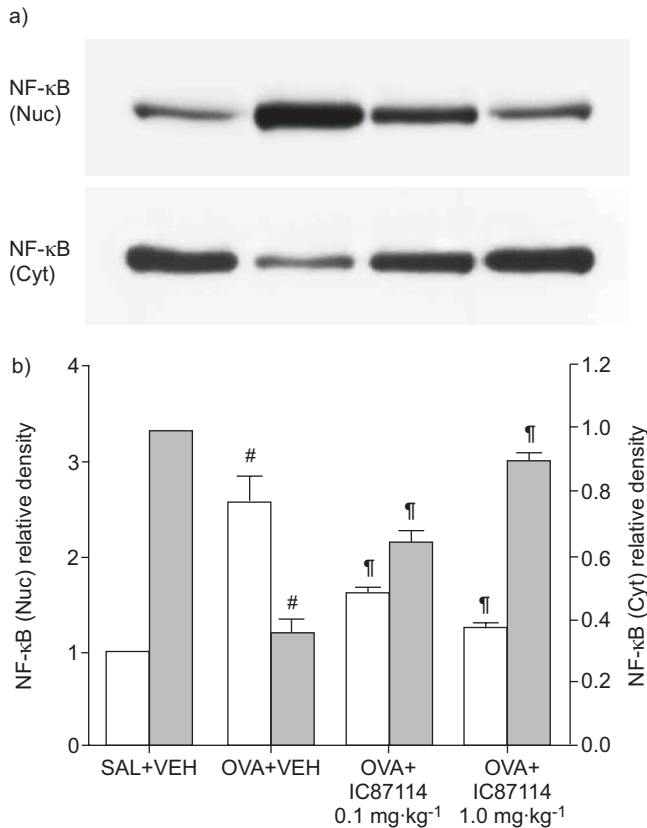 a)
NF-κB
(Nuc)
NF-κB
(Cyt)
b)
NF-κB (Nuc) relative density
4
3
2
1
0
NF-κB (Cyt) relative density
1.2
1.0
0.8
0.6
0.4
0.2
0.0
#
#
¶
¶
¶
¶
SAL+VEH
OVA+VEH
OVA+
IC87114
0.1 mg·kg⁻¹
OVA+
IC87114
1.0 mg·kg⁻¹